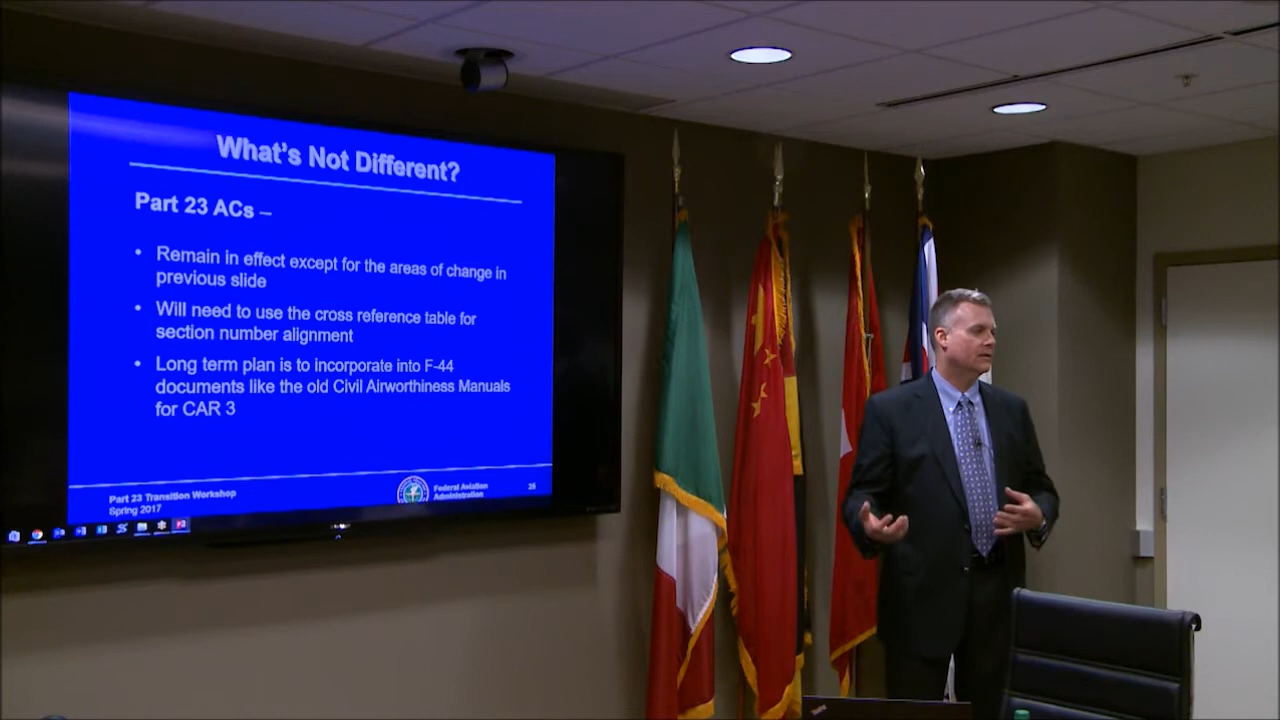 What's Not Different?
Part 23 ACs –
• Remain in effect except for the areas of change in
previous slide
• Will need to use the cross reference table for
section number alignment
• Long term plan is to incorporate into F-44
documents like the old Civil Airworthiness Manuals
for CAR 3
Part 23 Transition Workshop
Spring 2017
Federal Aviation
Administration
25